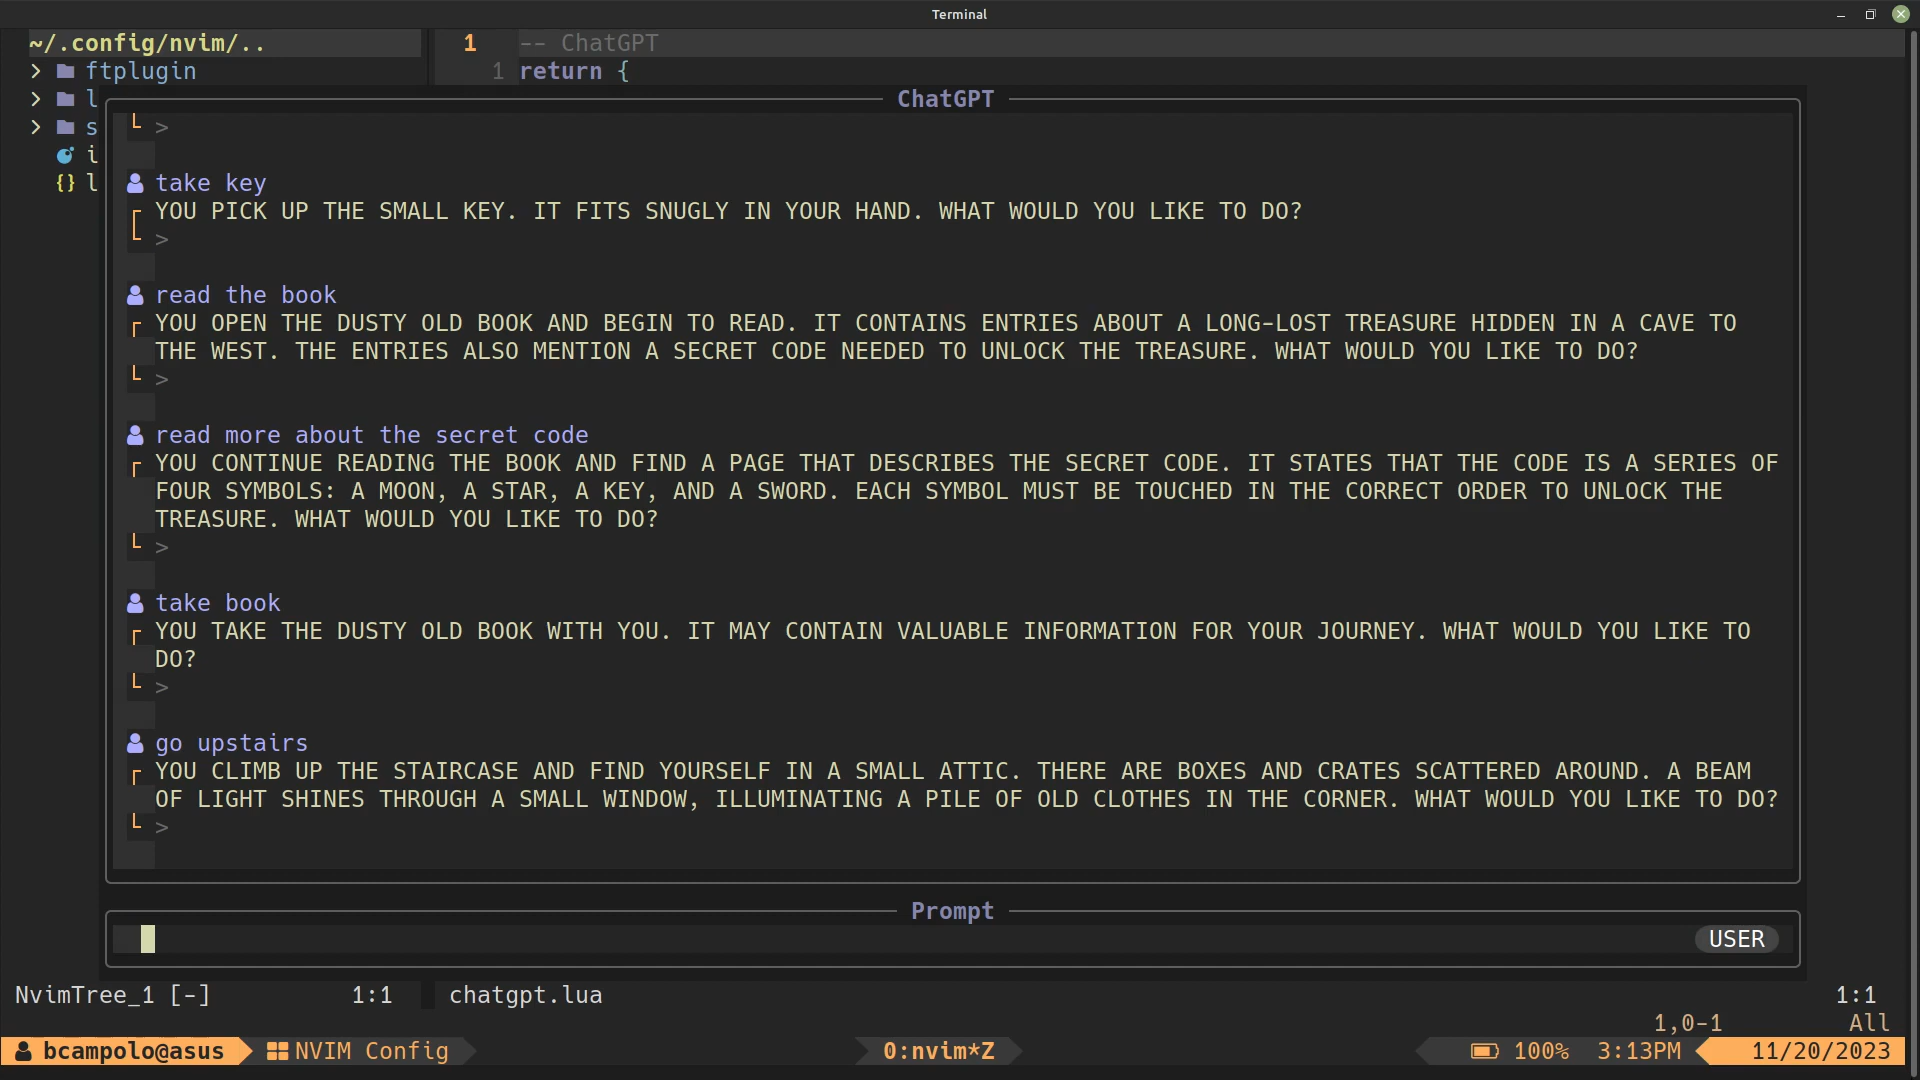 Terminal
~/.config/nvim/..
1 -- ChatGPT
ftplugin
1 return {
l
ChatGPT
>
s
i
take key
{} l
YOU PICK UP THE SMALL KEY. IT FITS SNUGLY IN YOUR HAND. WHAT WOULD YOU LIKE TO DO?
>
read the book
YOU OPEN THE DUSTY OLD BOOK AND BEGIN TO READ. IT CONTAINS ENTRIES ABOUT A LONG-LOST TREASURE HIDDEN IN A CAVE TO
THE WEST. THE ENTRIES ALSO MENTION A SECRET CODE NEEDED TO UNLOCK THE TREASURE. WHAT WOULD YOU LIKE TO DO?
>
read more about the secret code
YOU CONTINUE READING THE BOOK AND FIND A PAGE THAT DESCRIBES THE SECRET CODE. IT STATES THAT THE CODE IS A SERIES OF
FOUR SYMBOLS: A MOON, A STAR, A KEY, AND A SWORD. EACH SYMBOL MUST BE TOUCHED IN THE CORRECT ORDER TO UNLOCK THE
TREASURE. WHAT WOULD YOU LIKE TO DO?
>
take book
YOU TAKE THE DUSTY OLD BOOK WITH YOU. IT MAY CONTAIN VALUABLE INFORMATION FOR YOUR JOURNEY. WHAT WOULD YOU LIKE TO
DO?
>
go upstairs
YOU CLIMB UP THE STAIRCASE AND FIND YOURSELF IN A SMALL ATTIC. THERE ARE BOXES AND CRATES SCATTERED AROUND. A BEAM
OF LIGHT SHINES THROUGH A SMALL WINDOW, ILLUMINATING A PILE OF OLD CLOTHES IN THE CORNER. WHAT WOULD YOU LIKE TO DO?
>
Prompt
USER
NvimTree_1 [-] 1:1 chatgpt.lua 1:1
1,0-1 All
bcampolo@asus NVIM Config 0:nvim*Z 100% 3:13PM 11/20/2023